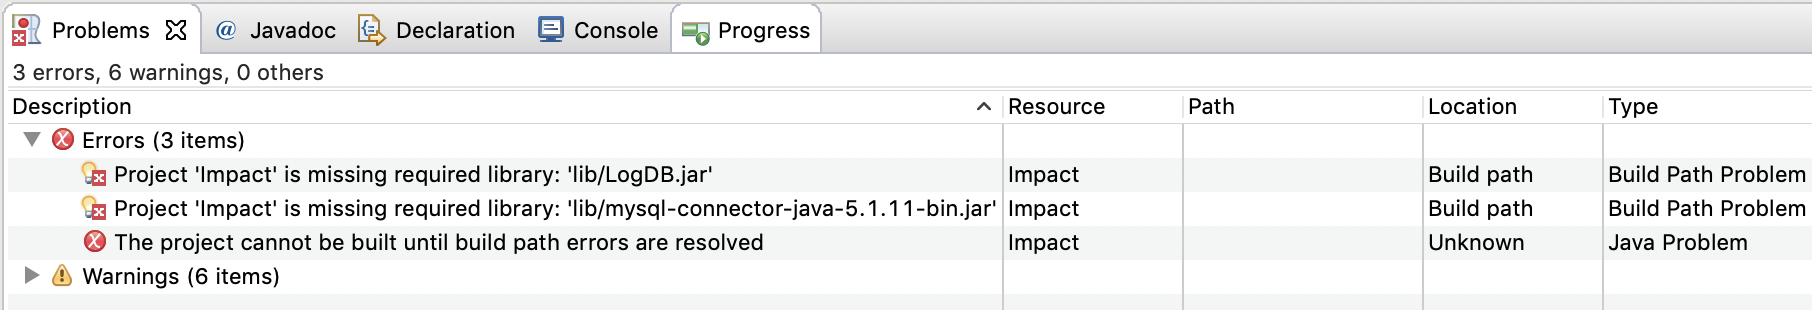 Problems Javadoc Declaration Console Progress
3 errors, 6 warnings, 0 others
Description Resource Path Location Type
Errors (3 items)
Project 'Impact' is missing required library: 'lib/LogDB.jar' Impact Build path Build Path Problem
Project 'Impact' is missing required library: 'lib/mysql-connector-java-5.1.11-bin.jar' Impact Build path Build Path Problem
The project cannot be built until build path errors are resolved Impact Unknown Java Problem
Warnings (6 items)